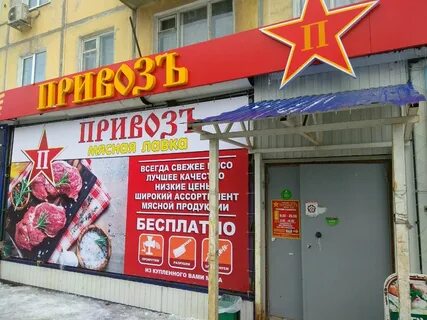 ПРИВОЗЪ
П
ПРИВОЗЪ
МЯСНАЯ ЛАВКА
П
ВСЕГДА СВЕЖЕЕ МЯСО
ЛУЧШЕЕ КАЧЕСТВО
НИЗКИЕ ЦЕНЫ
ШИРОКИЙ АССОРТИМЕНТ
МЯСНОЙ ПРОДУКЦИИ
БЕСПЛАТНО
ИЗ КУПЛЕННОГО ВАМИ МЯСА